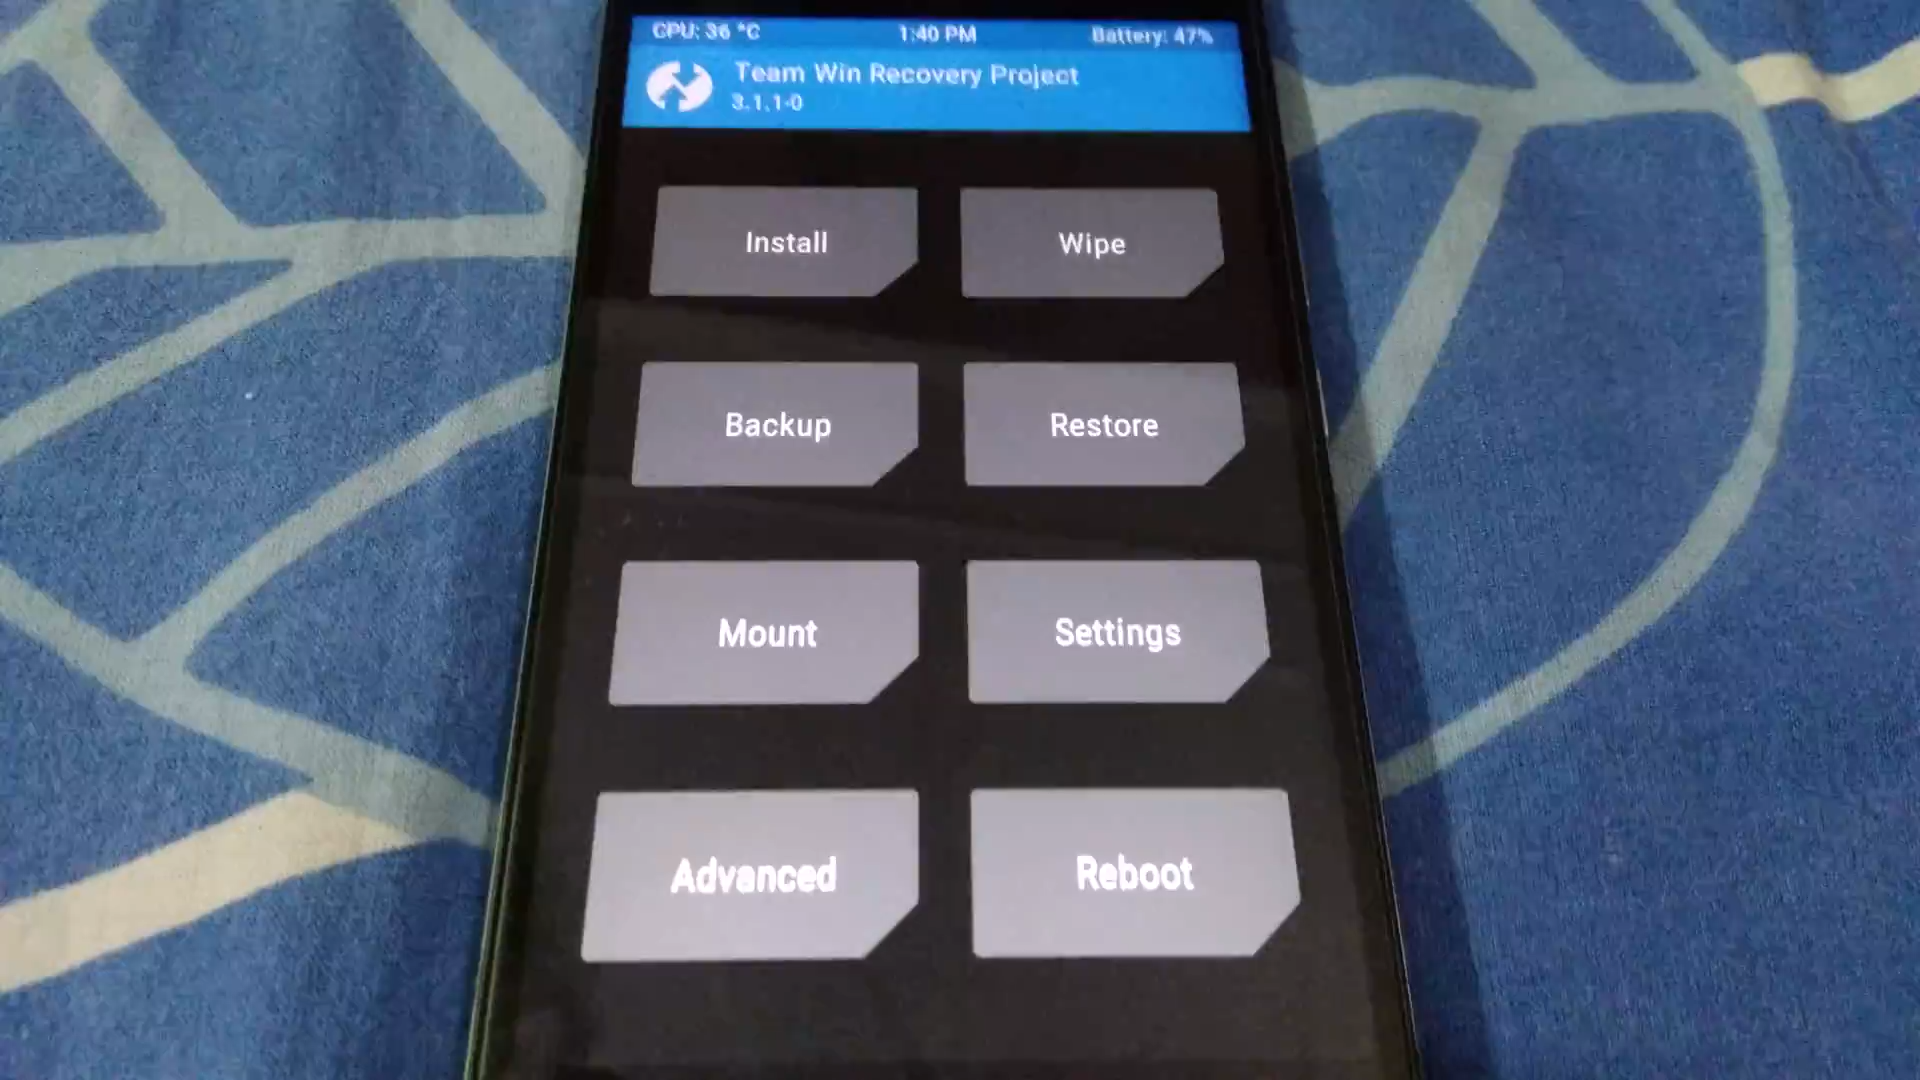 CPU: 36 °C 1:40 PM Battery: 47%
Team Win Recovery Project
3.1.1-0
Install Wipe
Backup Restore
Mount Settings
Advanced Reboot